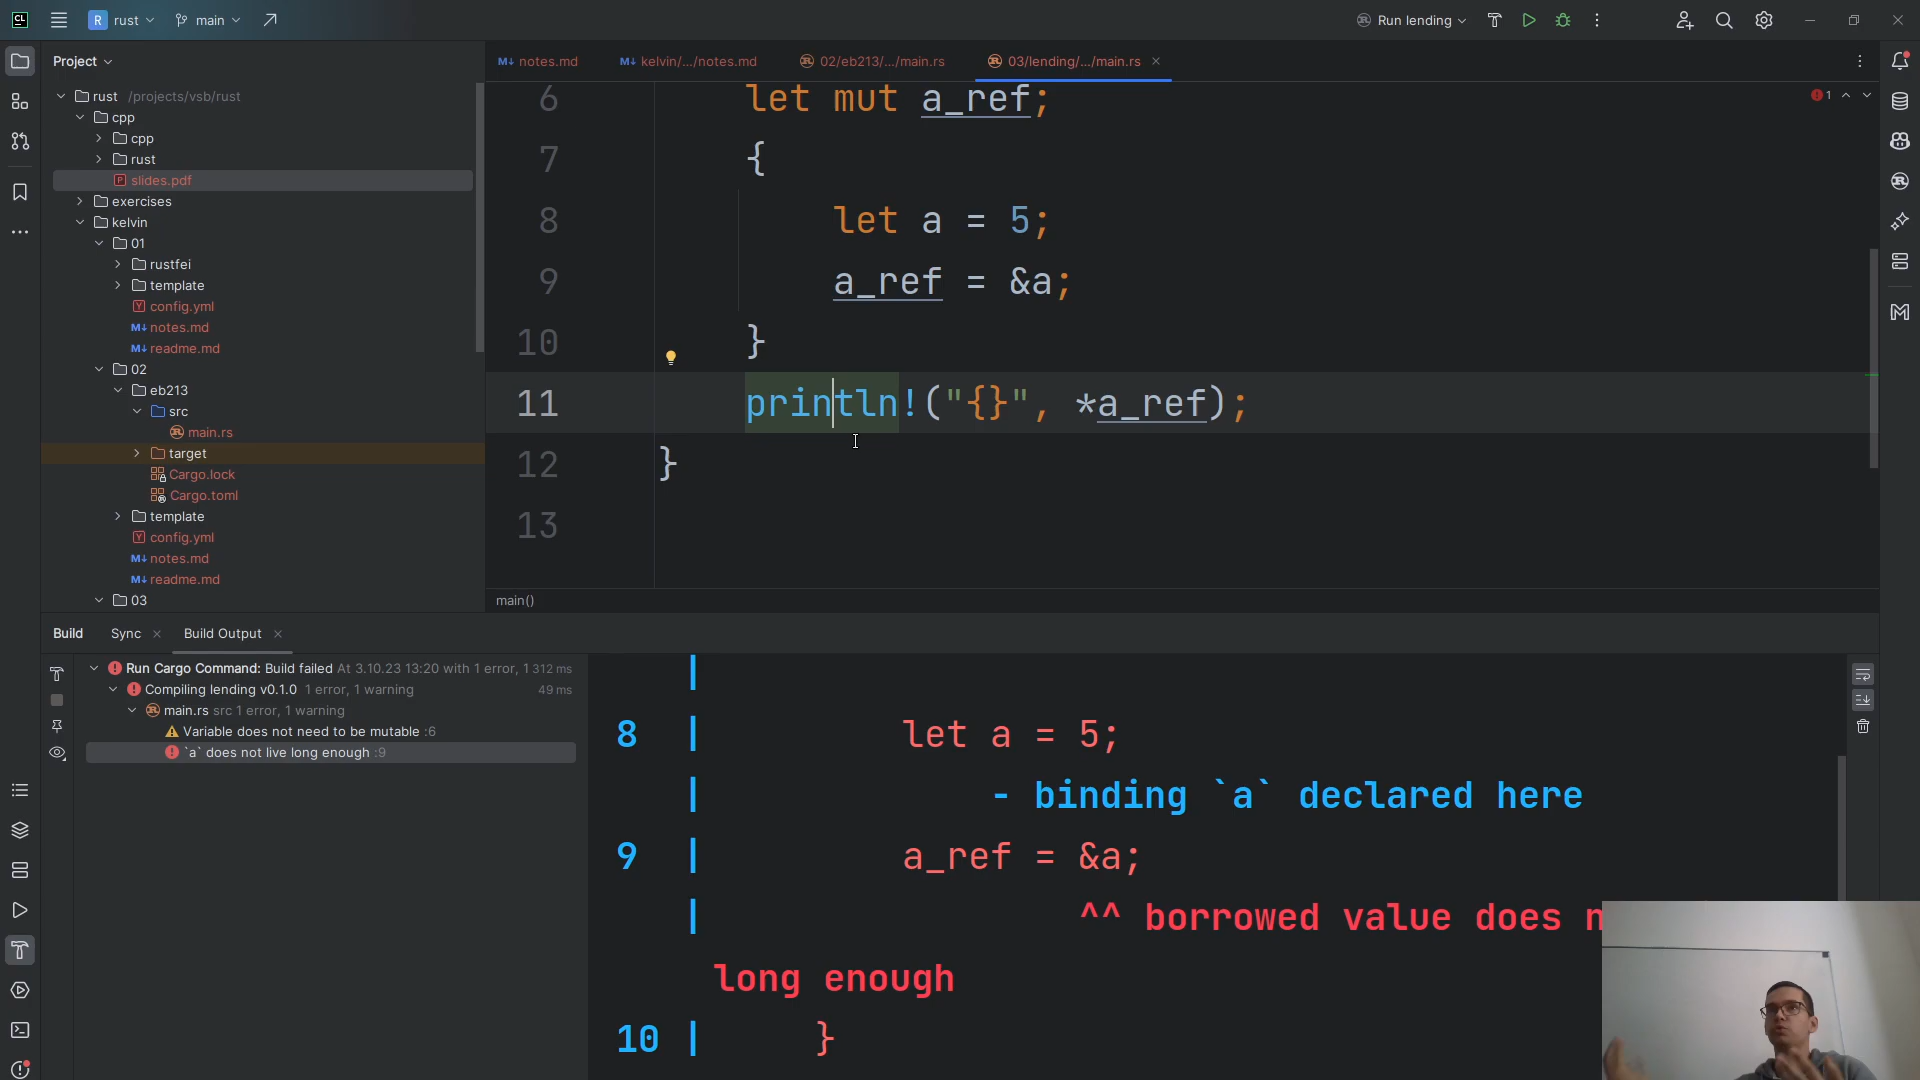 CL
R rust
main
Run lending
Project
notes.md
kelvin/.../notes.md
02/eb213/.../main.rs
03/lending/.../main.rs
rust /projects/vsb/rust
cpp
cpp
rust
slides.pdf
exercises
kelvin
01
rustfei
template
config.yml
notes.md
readme.md
02
eb213
src
main.rs
target
Cargo.lock
Cargo.toml
template
config.yml
notes.md
readme.md
03
1
6 let mut a_ref;
7 {
8 let a = 5;
9 a_ref = &a;
10 }
11 println!("{}", *a_ref);
12 }
13
main()
Build
Sync
Build Output
Run Cargo Command: Build failed At 3.10.23 13:20 with 1 error, 1 312 ms
Compiling lending v0.1.0 1 error, 1 warning 49 ms
main.rs src 1 error, 1 warning
Variable does not need to be mutable :6
`a` does not live long enough :9
|
8 | let a = 5;
| - binding `a` declared here
9 | a_ref = &a;
| ^^ borrowed value does n
long enough
10 | }